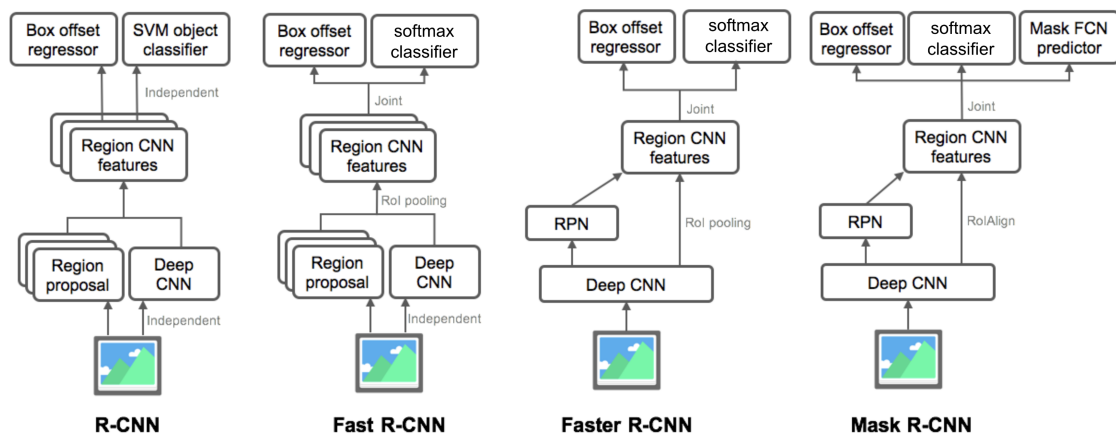 Box offset
regressor
SVM object
classifier
Independent
Region CNN
features
Region
proposal
Deep
CNN
Independent
R-CNN
Box offset
regressor
softmax
classifier
Joint
Region CNN
features
RoI pooling
Region
proposal
Deep
CNN
Independent
Fast R-CNN
Box offset
regressor
softmax
classifier
Joint
Region CNN
features
RPN
RoI pooling
Deep CNN
Faster R-CNN
Box offset
regressor
softmax
classifier
Mask FCN
predictor
Joint
Region CNN
features
RPN
RoIAlign
Deep CNN
Mask R-CNN